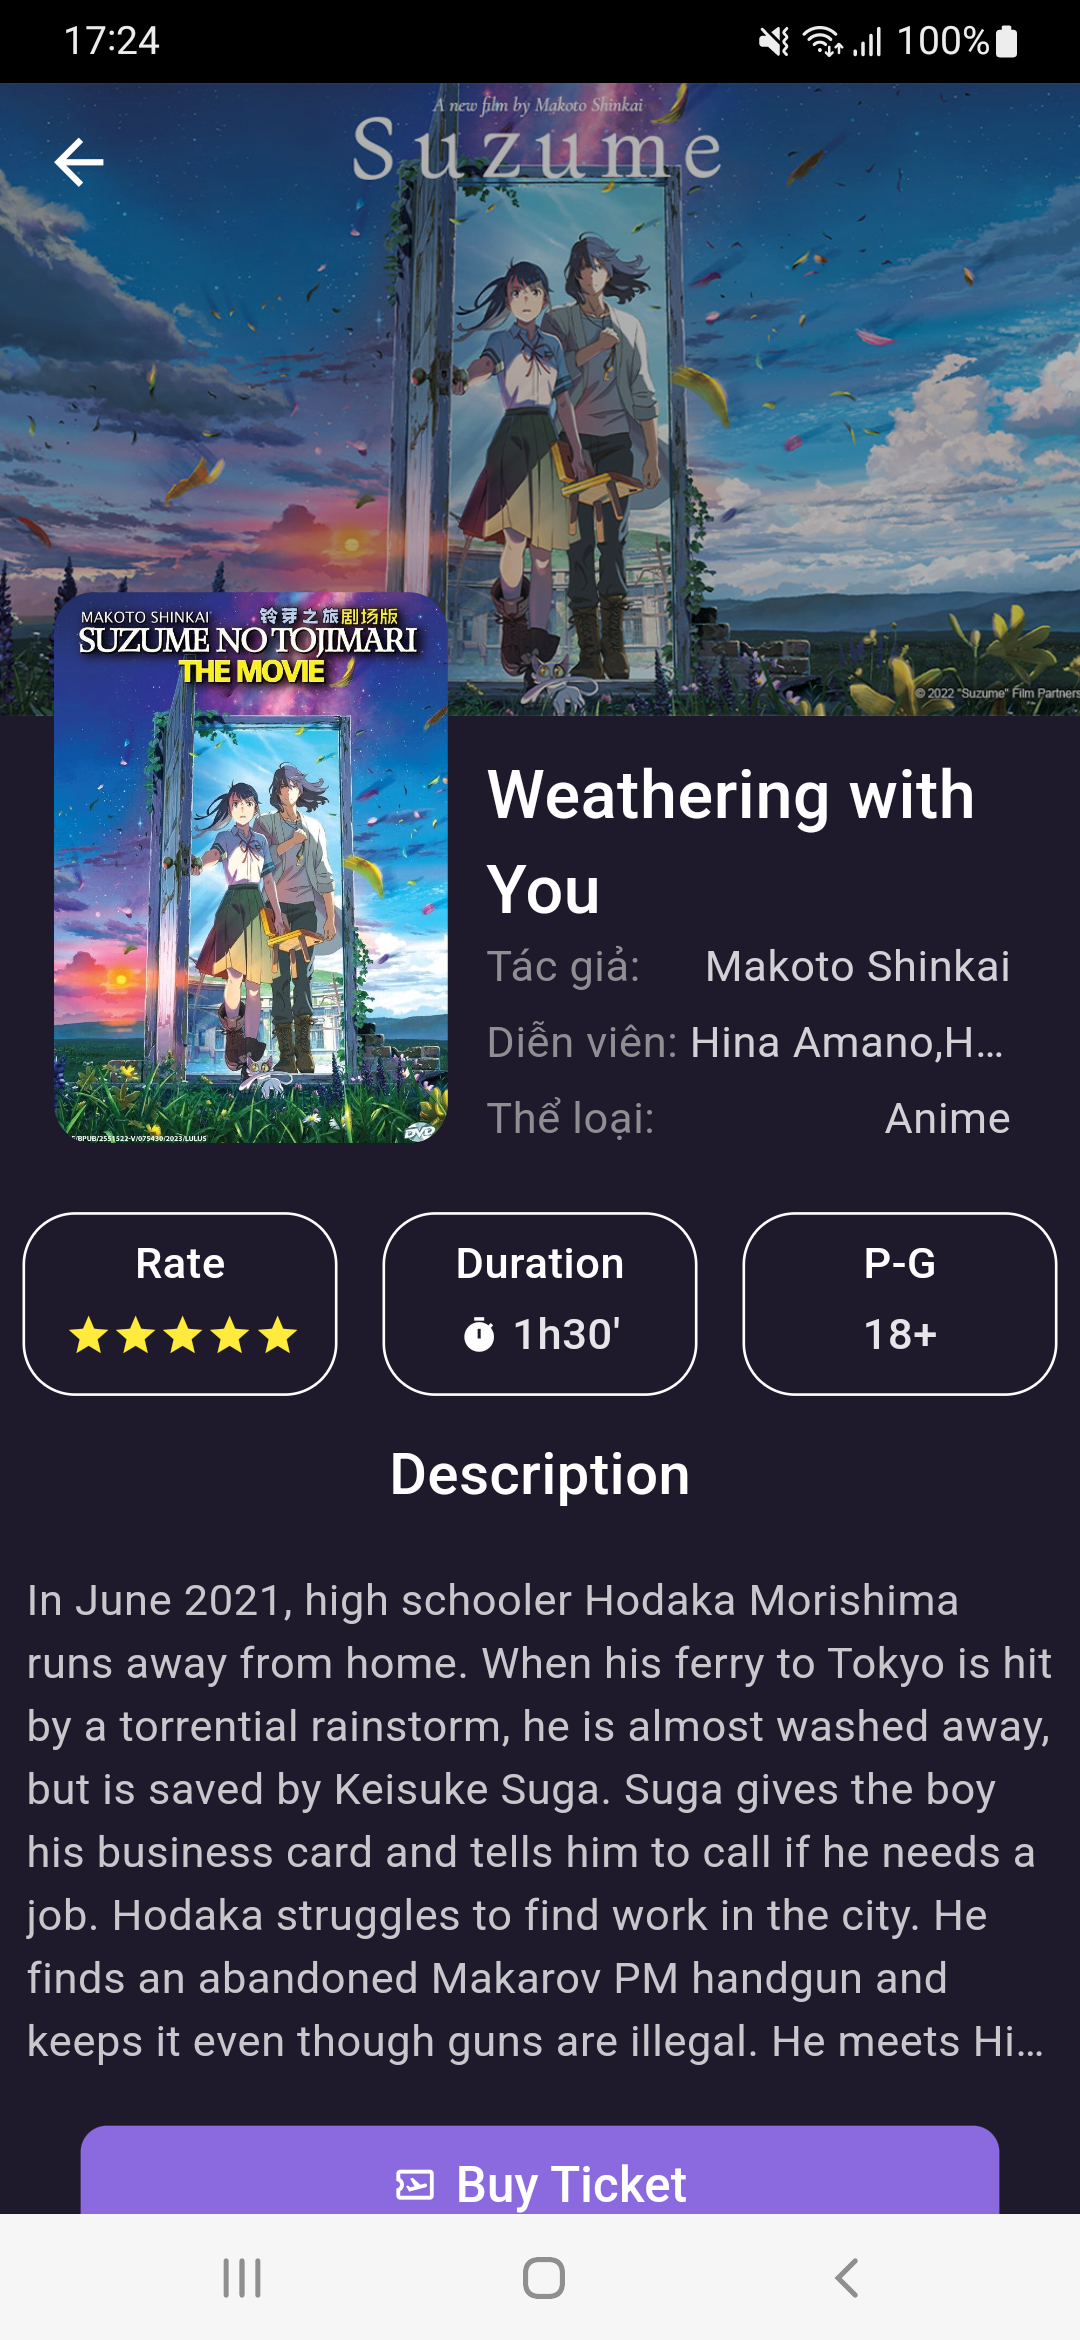 17:24
100%
A new film by Makoto Shinkai
Suzume
© 2022 "Suzume" Film Partners
MAKOTO SHINKAI
铃芽之旅剧场版
SUZUME NO TOJIMARI
THE MOVIE
DVD
Weathering with
You
Tác giả: Makoto Shinkai
Diễn viên: Hina Amano,H...
Thể loại: Anime
Rate
Duration
1h30'
P-G
18+
Description
In June 2021, high schooler Hodaka Morishima
runs away from home. When his ferry to Tokyo is hit
by a torrential rainstorm, he is almost washed away,
but is saved by Keisuke Suga. Suga gives the boy
his business card and tells him to call if he needs a
job. Hodaka struggles to find work in the city. He
finds an abandoned Makarov PM handgun and
keeps it even though guns are illegal. He meets Hi...
Buy Ticket